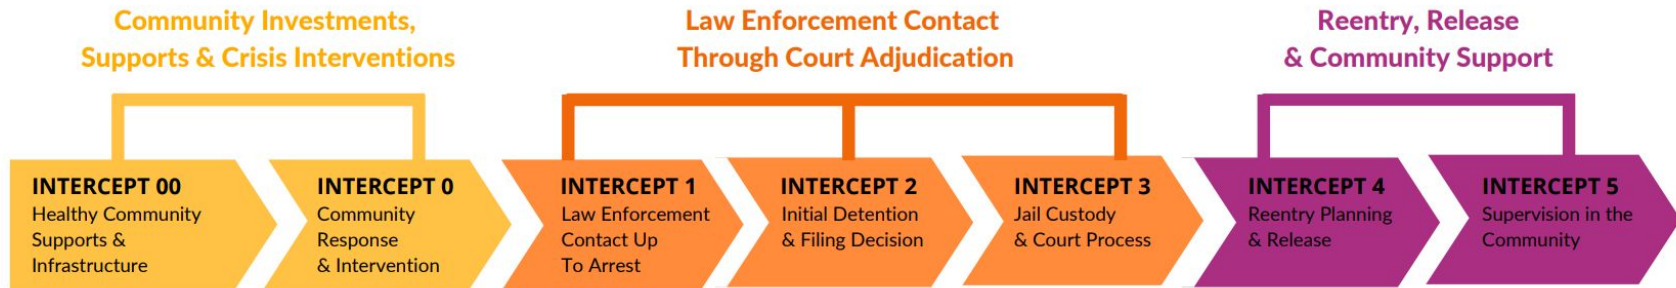 Community Investments,
Supports & Crisis Interventions
Law Enforcement Contact
Through Court Adjudication
Reentry, Release
& Community Support
INTERCEPT 00
Healthy Community
Supports &
Infrastructure
INTERCEPT 0
Community
Response
& Intervention
INTERCEPT 1
Law Enforcement
Contact Up
To Arrest
INTERCEPT 2
Initial Detention
& Filing Decision
INTERCEPT 3
Jail Custody
& Court Process
INTERCEPT 4
Reentry Planning
& Release
INTERCEPT 5
Supervision in the
Community